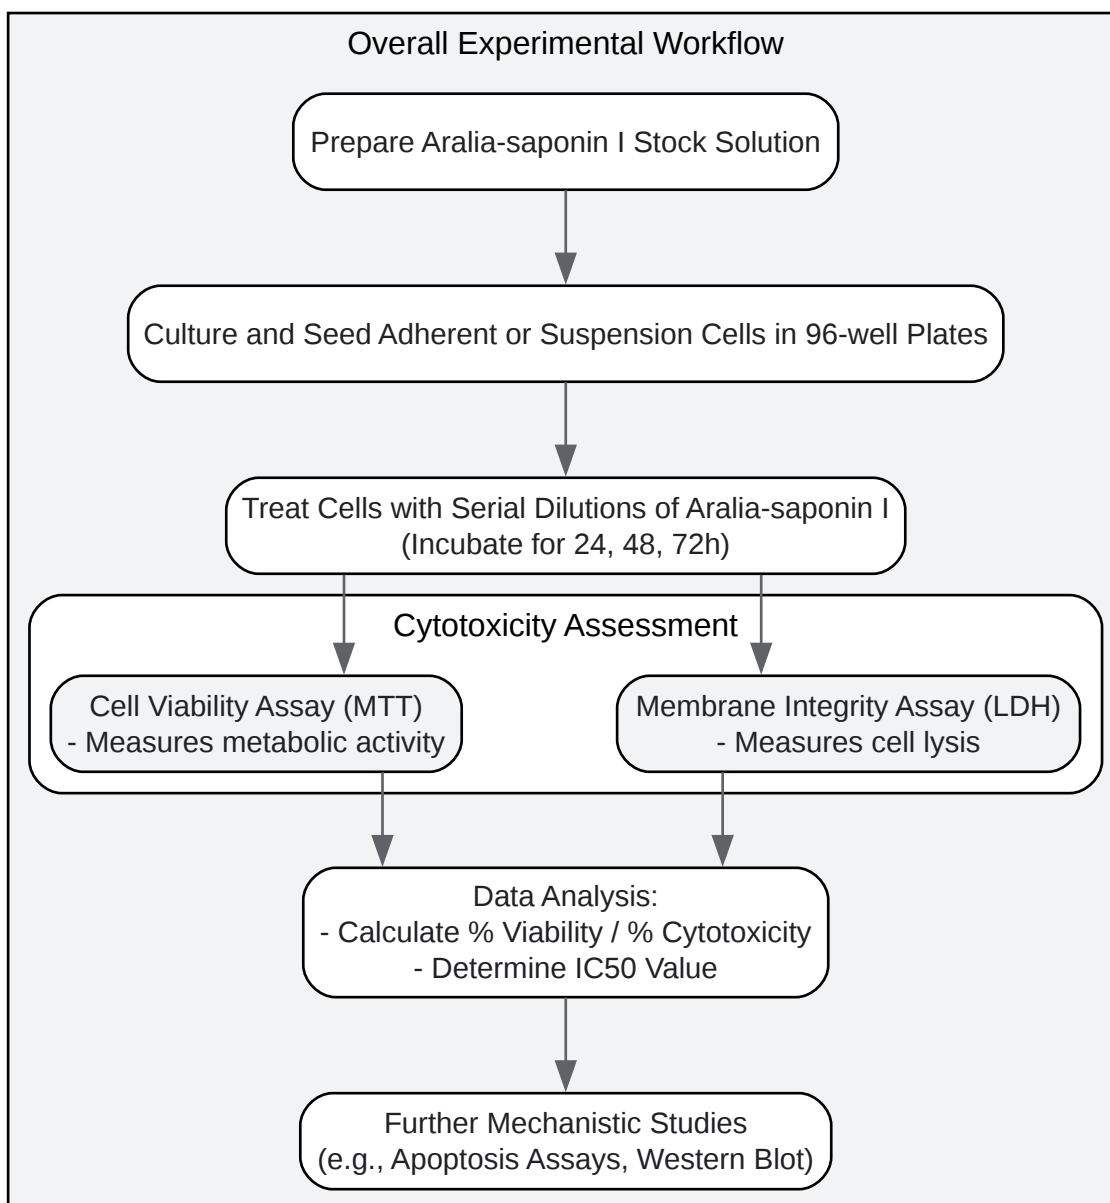 Overall Experimental Workflow
Prepare Aralia-saponin I Stock Solution
Culture and Seed Adherent or Suspension Cells in 96-well Plates
Treat Cells with Serial Dilutions of Aralia-saponin I
(Incubate for 24, 48, 72h)
Cytotoxicity Assessment
Cell Viability Assay (MTT)
- Measures metabolic activity
Membrane Integrity Assay (LDH)
- Measures cell lysis
Data Analysis:
- Calculate % Viability / % Cytotoxicity
- Determine IC50 Value
Further Mechanistic Studies
(e.g., Apoptosis Assays, Western Blot)